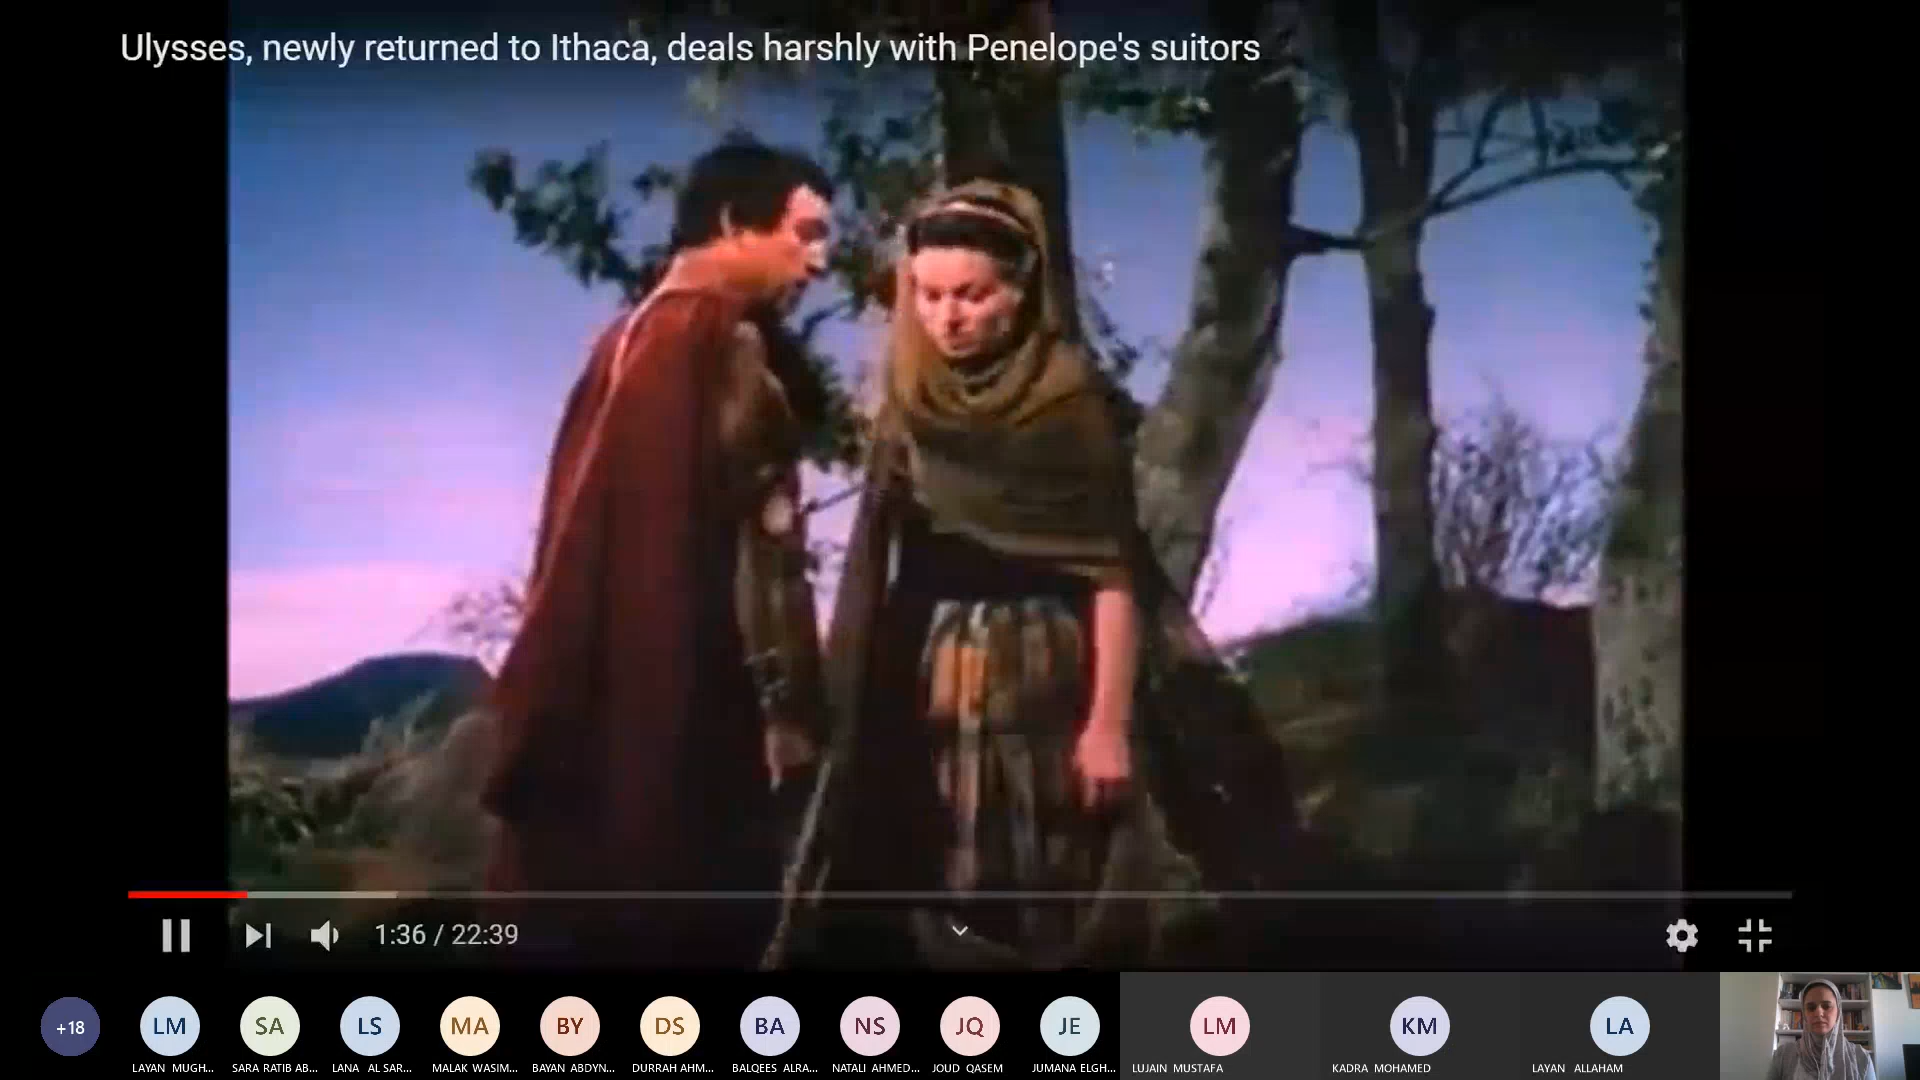 Ulysses, newly returned to Ithaca, deals harshly with Penelope's suitors
1:36 / 22:39
+18 LM SA LS MA BY DS BA NS JQ JE LM KM LA
LAYAN MUGH... SARA RATIB AB... LANA AL SAR... MALAK WASIM... BAYAN ABDYN... DURRAH AHM... BALQEES ALRA... NATALI AHMED... JOUD QASEM JUMANA ELGH... LUJAIN MUSTAFA KADRA MOHAMED LAYAN ALLAHAM